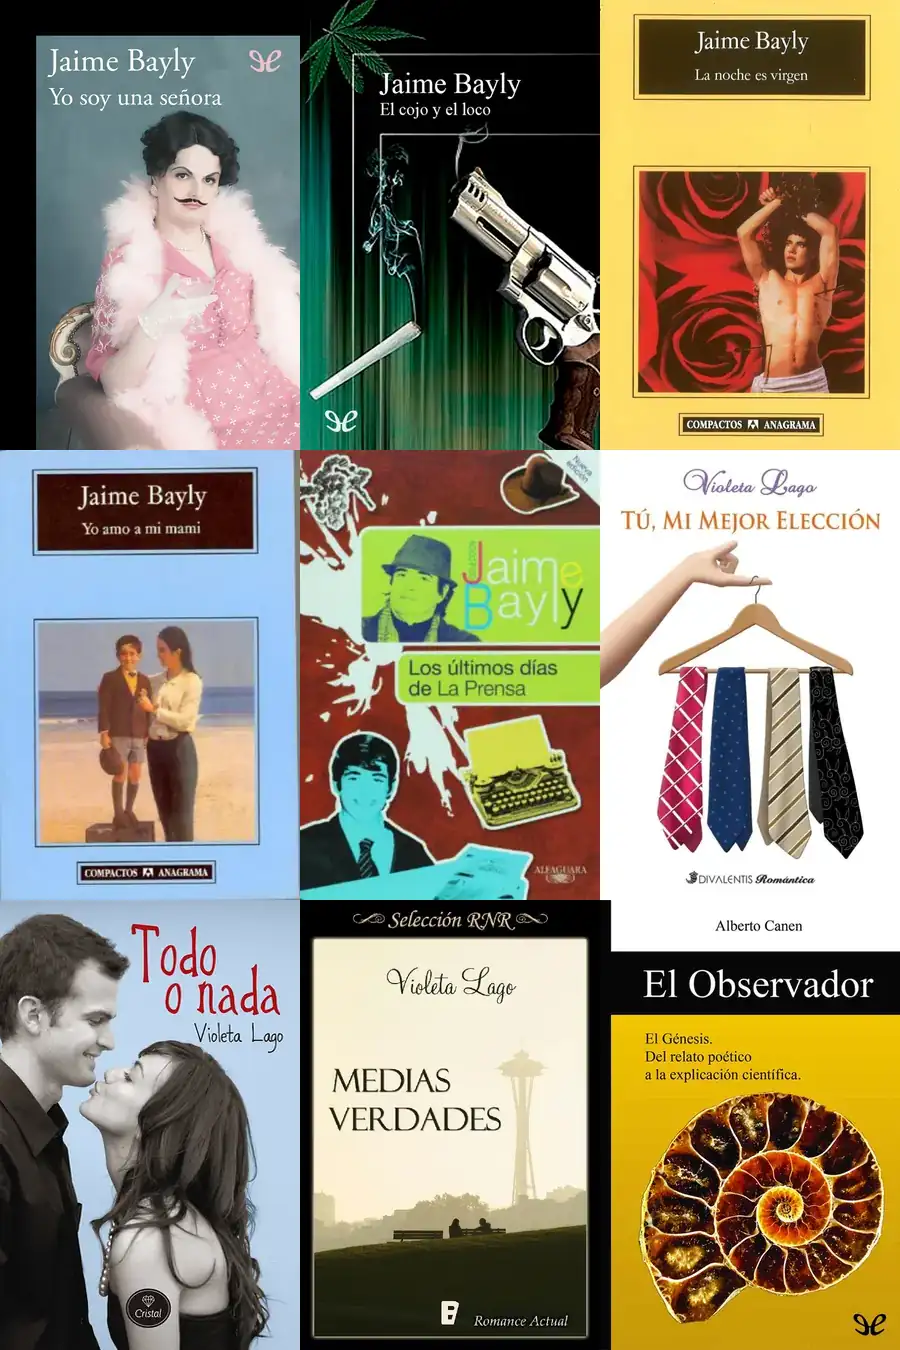 Jaime Bayly
Yo soy una señora
Jaime Bayly
El cojo y el loco
Jaime Bayly
La noche es virgen
COMPACTOS ANAGRAMA
Jaime Bayly
Yo amo a mi mami
COMPACTOS ANAGRAMA
Nueva
edición
Jaime
Bayly
Los últimos días
de La Prensa
ALFAGUARA
Violeta Lago
TÚ, MI MEJOR ELECCIÓN
DIVALENTIS Romántica
Todo
o nada
Violeta Lago
Cristal
Selección RNR
Violeta Lago
MEDIAS
VERDADES
B
Romance Actual
Alberto Canen
El Observador
El Génesis.
Del relato poético
a la explicación científica.